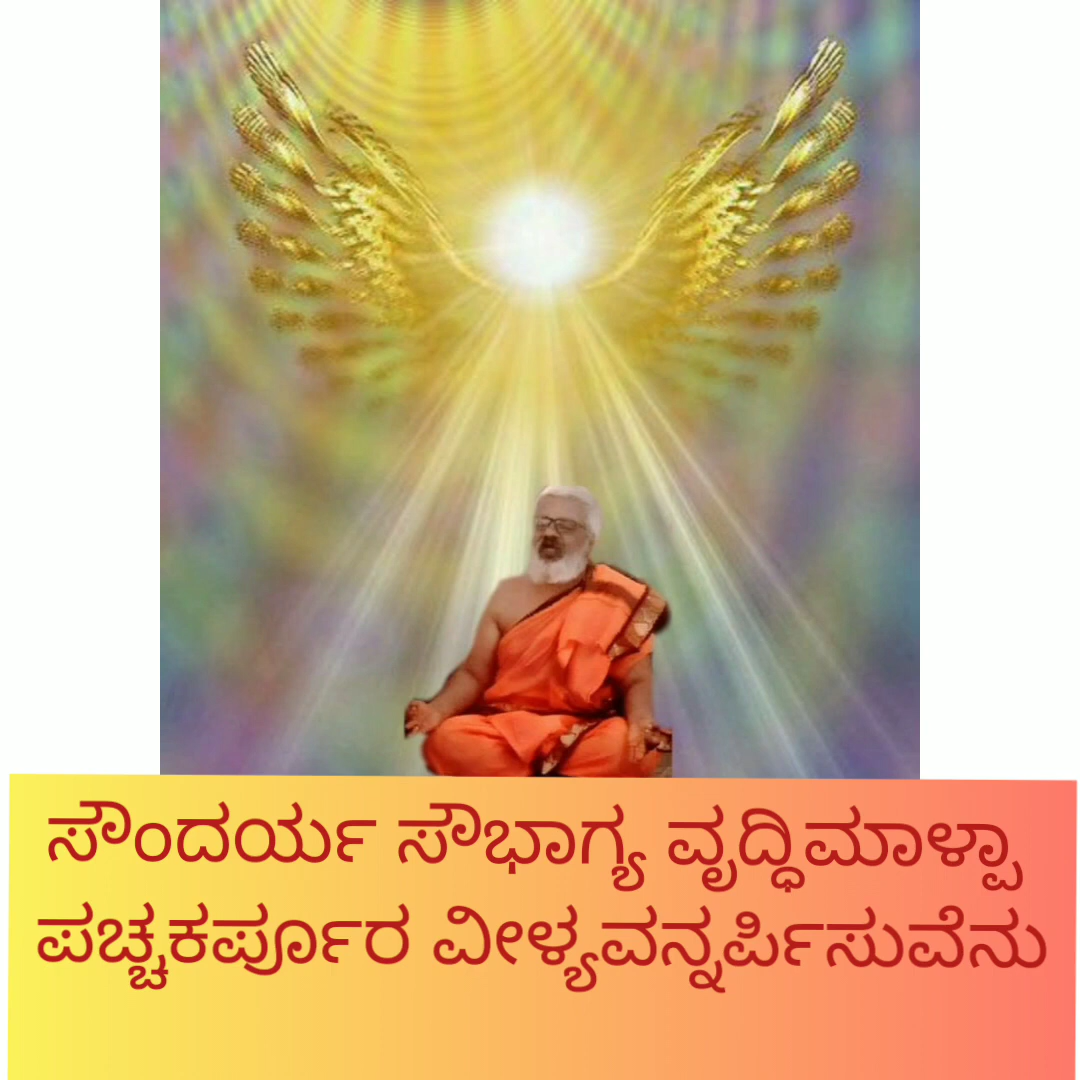 ಸೌಂದರ್ಯ ಸೌಭಾಗ್ಯ ವೃದ್ಧಿಮಾಳ್ಪಾ
ಪಚ್ಚಕರ್ಪೂರ ವೀಳ್ಯವನ್ನರ್ಪಿಸುವೆನು